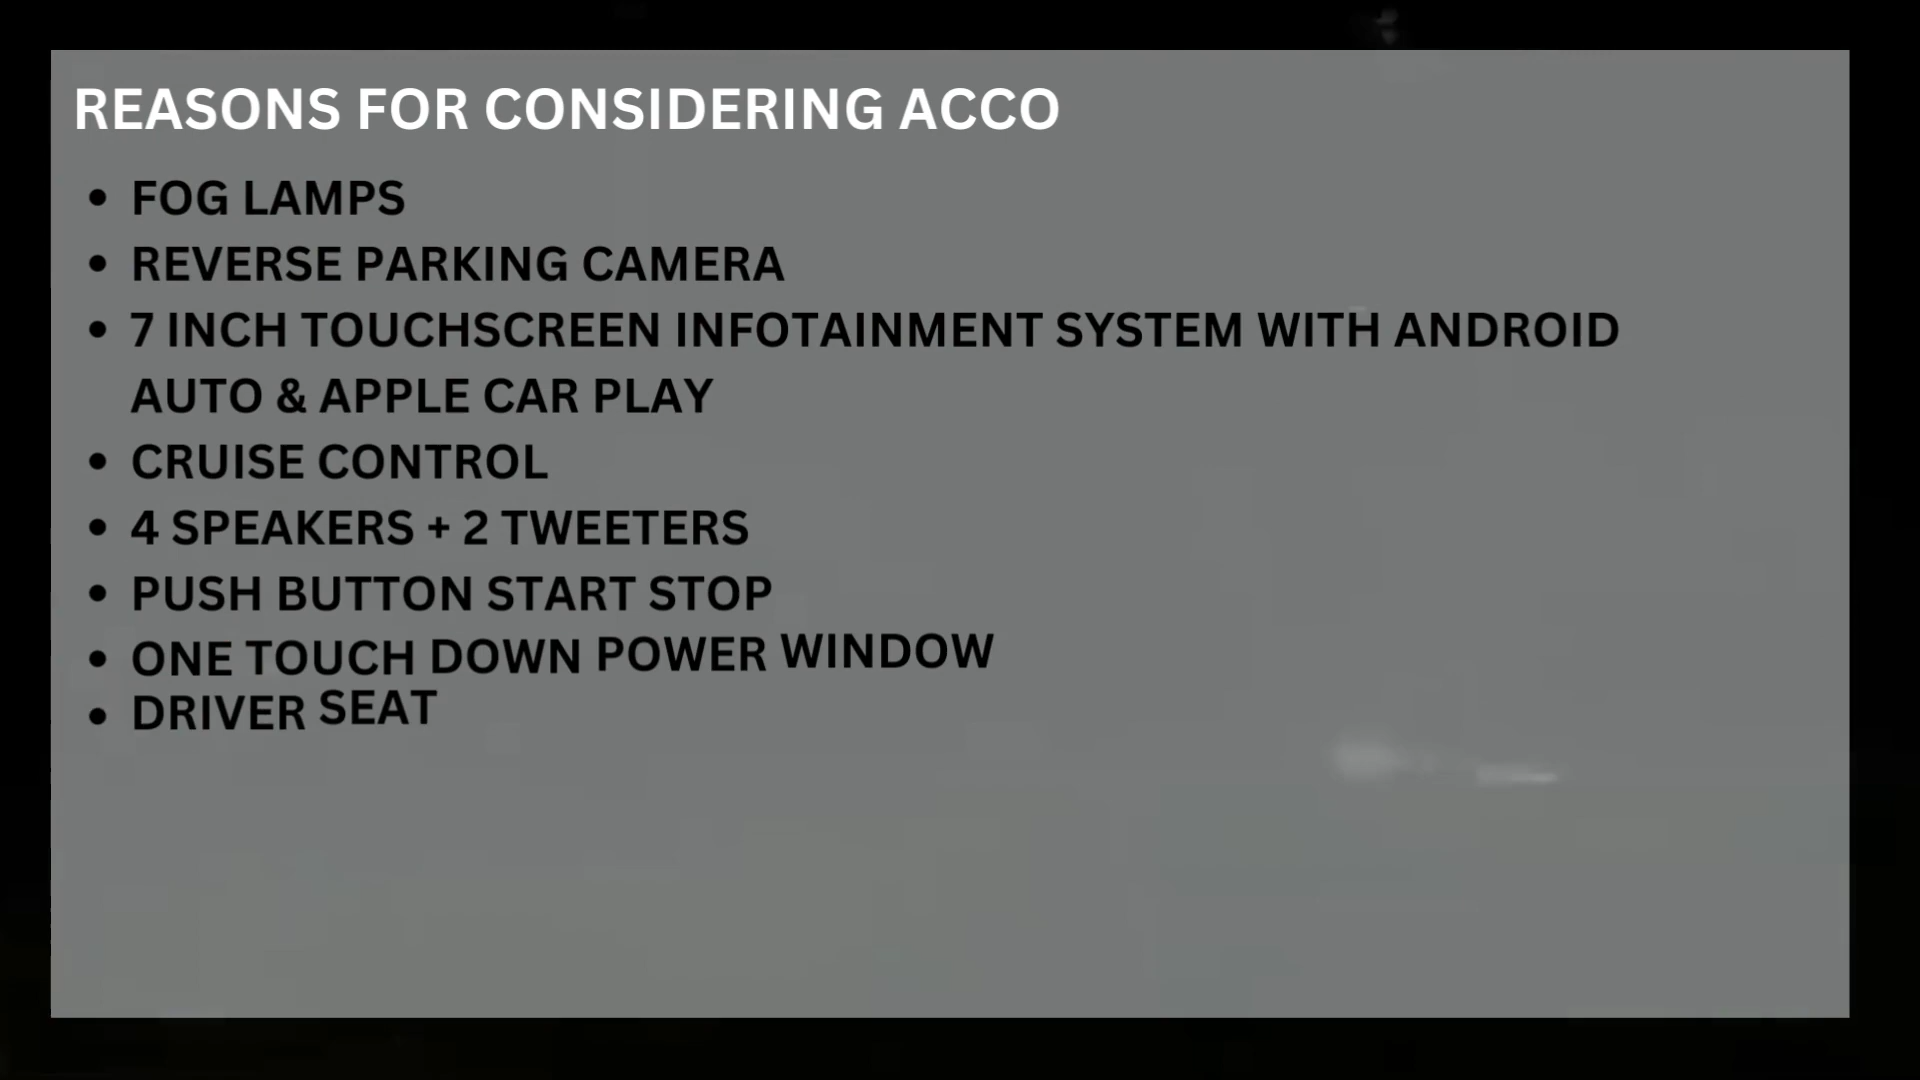 REASONS FOR CONSIDERING ACCO
• FOG LAMPS
• REVERSE PARKING CAMERA
• 7 INCH TOUCHSCREEN INFOTAINMENT SYSTEM WITH ANDROID
AUTO & APPLE CAR PLAY
• CRUISE CONTROL
• 4 SPEAKERS + 2 TWEETERS
• PUSH BUTTON START STOP
• ONE TOUCH DOWN POWER WINDOW
• DRIVER SEAT